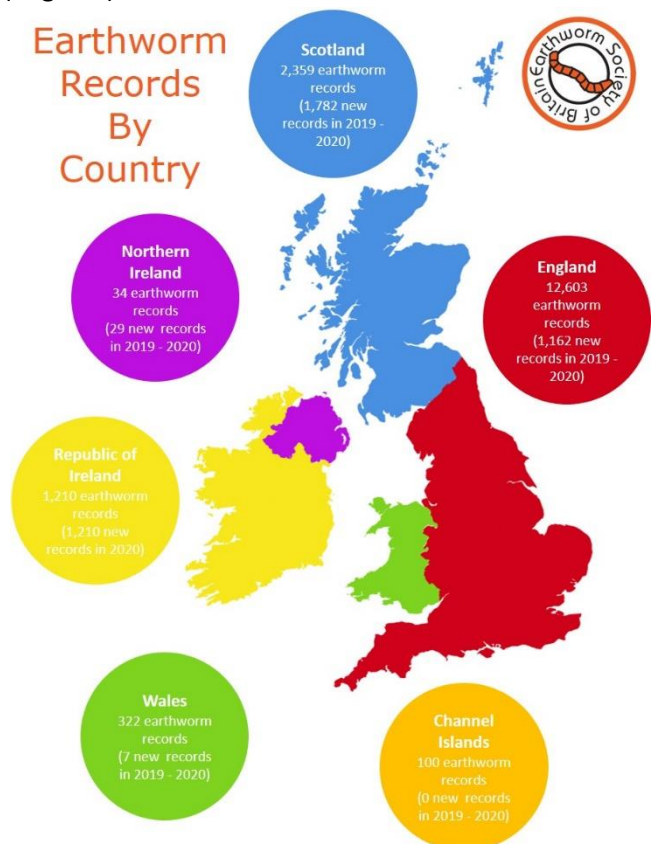 Earthworm
Records
By
Country
Scotland
2,359 earthworm
records
(1,782 new
records in 2019 -
2020)
Earthworm Society of Britain
Northern
Ireland
34 earthworm
records
(29 new records
in 2019 - 2020)
England
12,603
earthworm
records
(1,162 new
records in 2019 -
2020)
Republic of
Ireland
1,210 earthworm
records
(1,210 new
records in 2020)
Wales
322 earthworm
records
(7 new records
in 2019 - 2020)
Channel
Islands
100 earthworm
records
(0 new records
in 2019 - 2020)